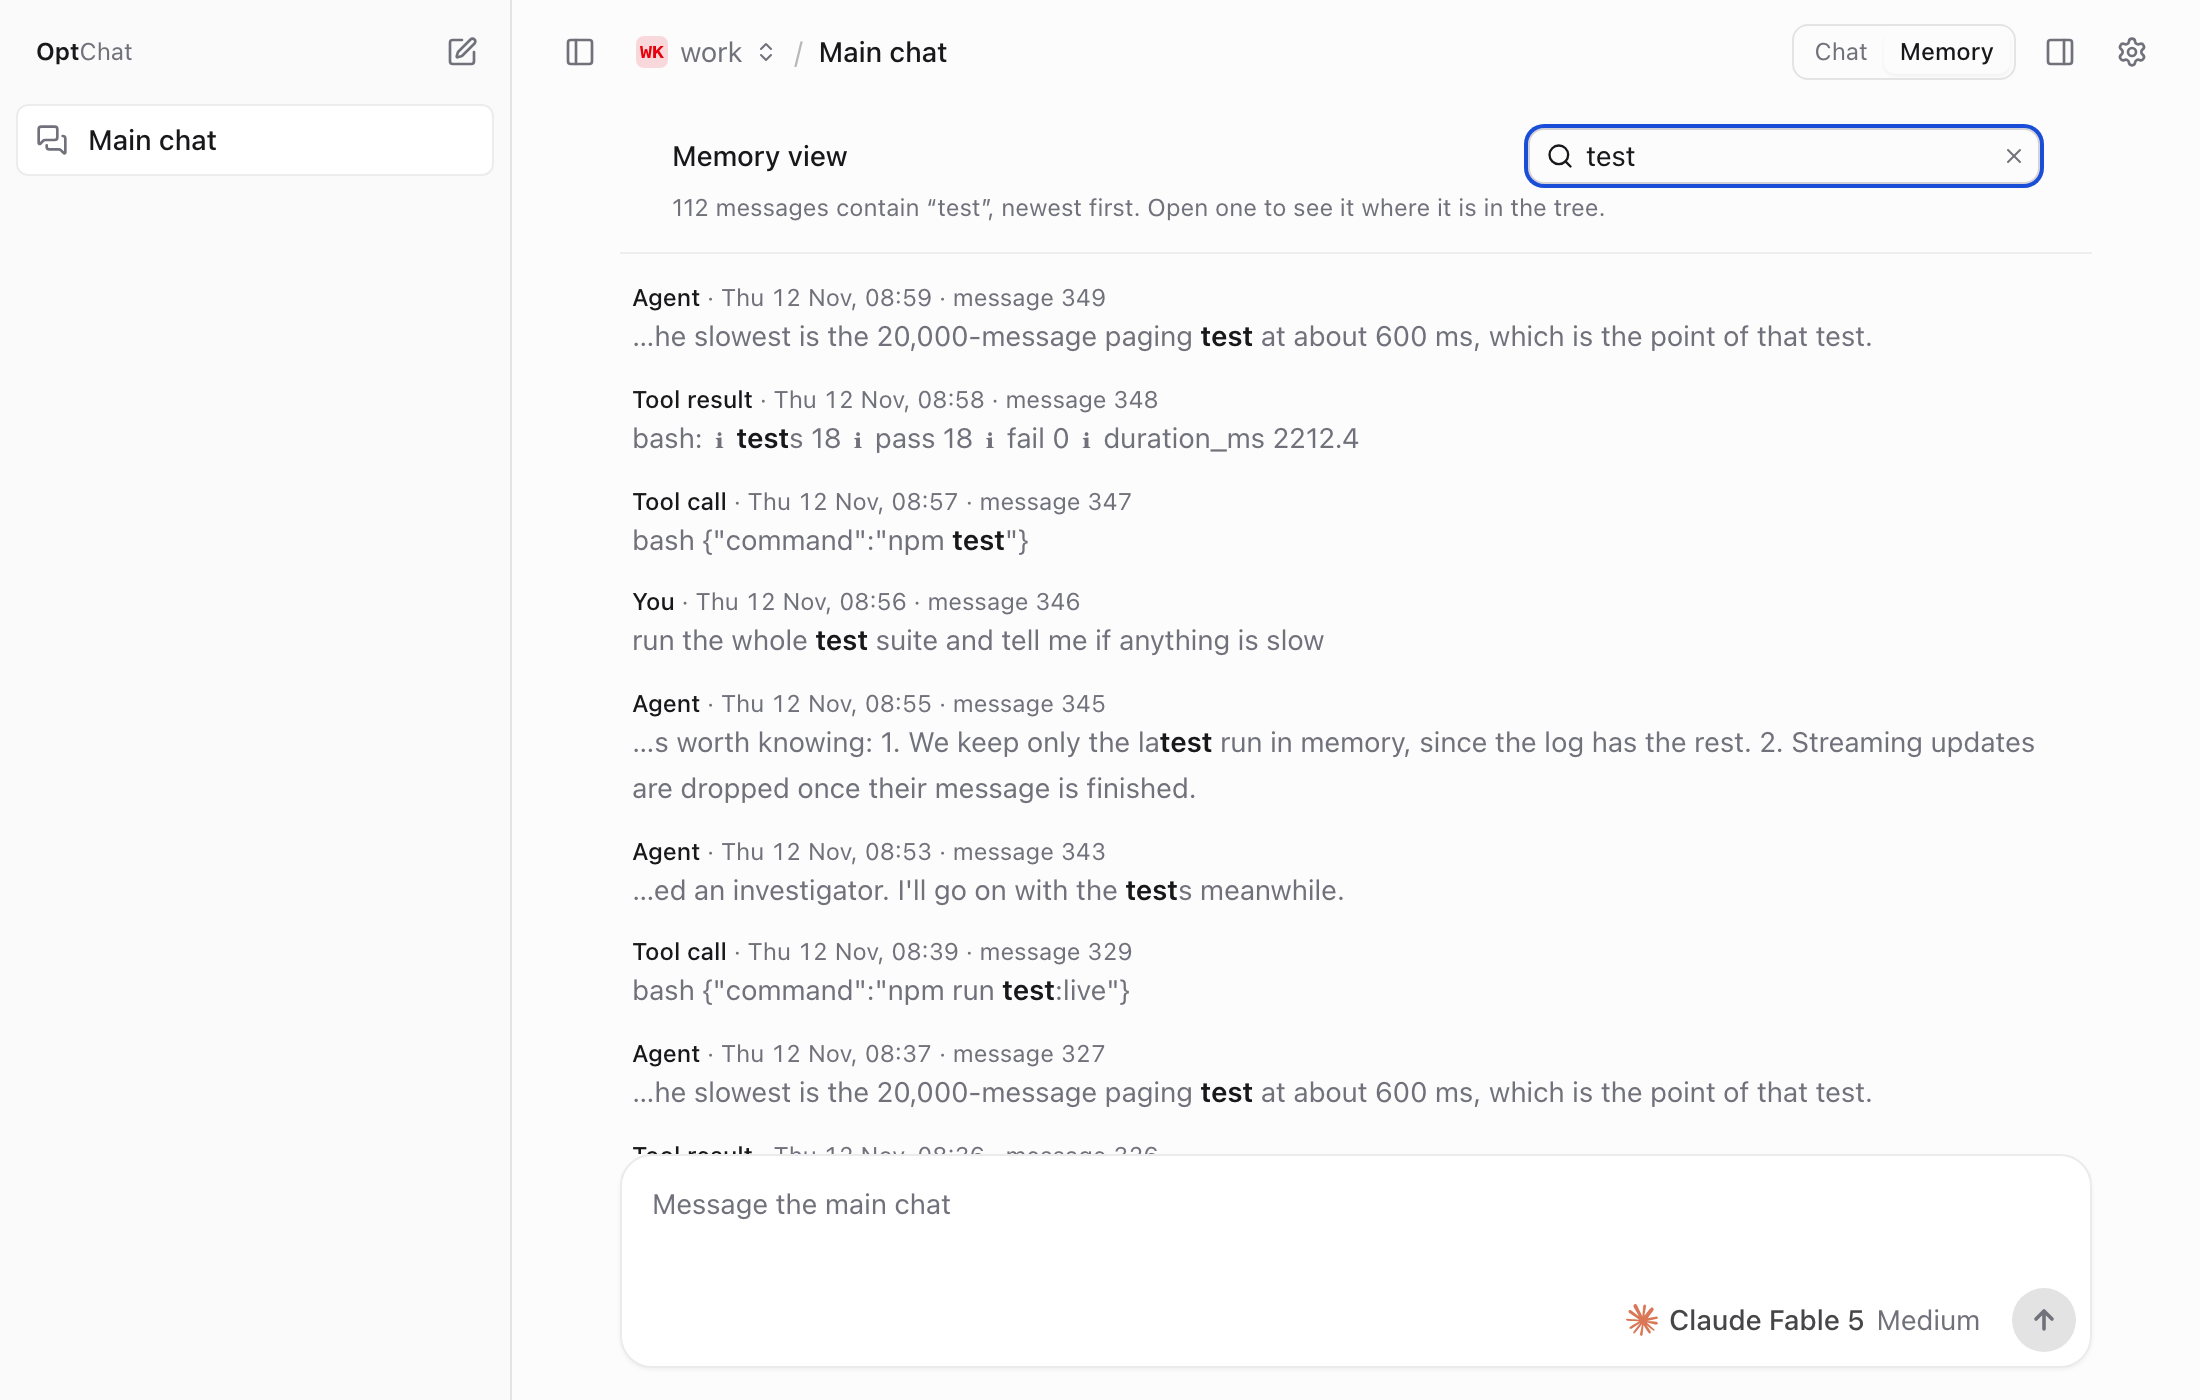 OptChat
WK work / Main chat
Chat Memory
Main chat
Memory view
test
112 messages contain “test”, newest first. Open one to see it where it is in the tree.
Agent · Thu 12 Nov, 08:59 · message 349
...he slowest is the 20,000-message paging test at about 600 ms, which is the point of that test.
Tool result · Thu 12 Nov, 08:58 · message 348
bash: ℹ tests 18 ℹ pass 18 ℹ fail 0 ℹ duration_ms 2212.4
Tool call · Thu 12 Nov, 08:57 · message 347
bash {"command":"npm test"}
You · Thu 12 Nov, 08:56 · message 346
run the whole test suite and tell me if anything is slow
Agent · Thu 12 Nov, 08:55 · message 345
...s worth knowing: 1. We keep only the latest run in memory, since the log has the rest. 2. Streaming updates
are dropped once their message is finished.
Agent · Thu 12 Nov, 08:53 · message 343
...ed an investigator. I'll go on with the tests meanwhile.
Tool call · Thu 12 Nov, 08:39 · message 329
bash {"command":"npm run test:live"}
Agent · Thu 12 Nov, 08:37 · message 327
...he slowest is the 20,000-message paging test at about 600 ms, which is the point of that test.
Tool result · Thu 12 Nov, 08:36 · message 326
Message the main chat
Claude Fable 5 Medium